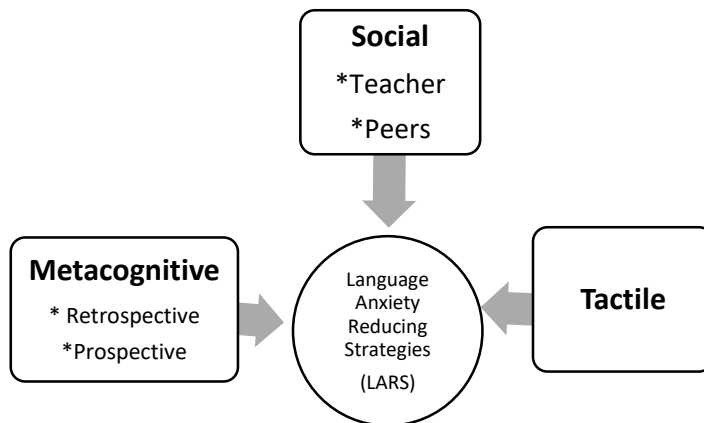 Social
*Teacher
*Peers
Metacognitive
* Retrospective
*Prospective
Language
Anxiety
Reducing
Strategies
(LARS)
Tactile